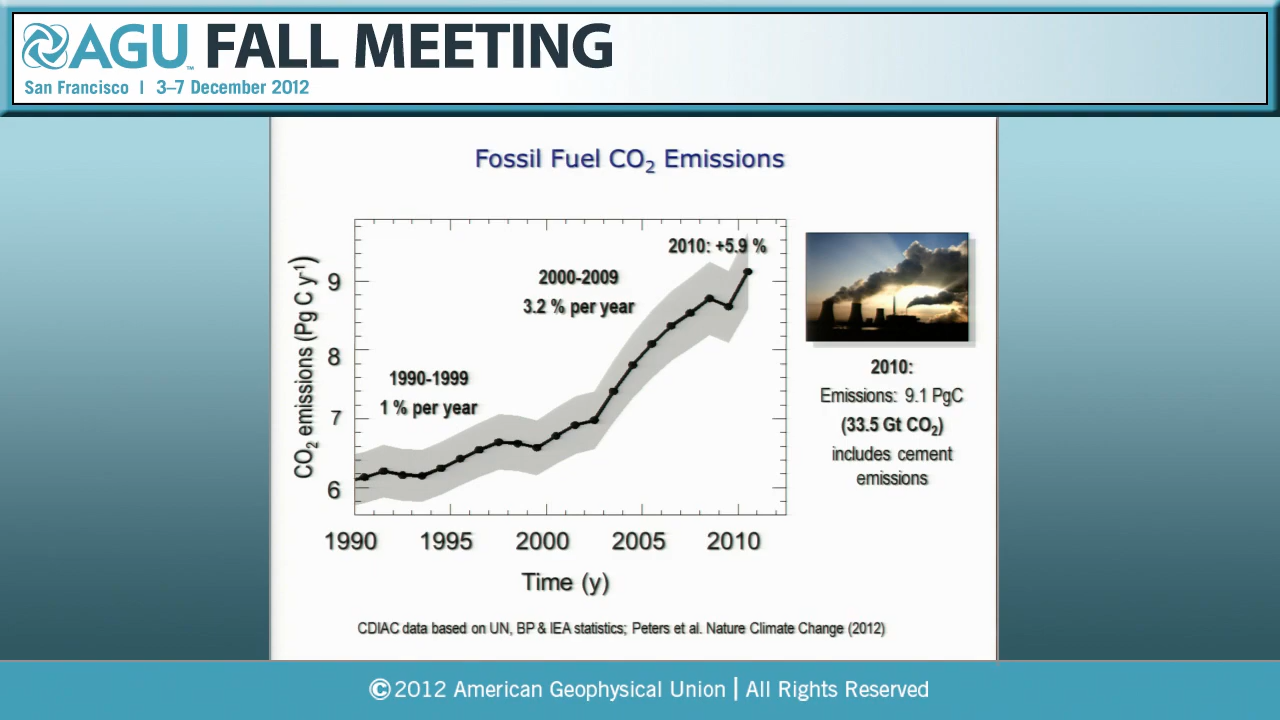 AGU™ FALL MEETING
San Francisco | 3–7 December 2012
Fossil Fuel CO₂ Emissions
2010: +5.9 %
2000-2009
3.2 % per year
1990-1999
1 % per year
CO₂ emissions (Pg C y⁻¹)
9
8
7
6
1990 1995 2000 2005 2010
Time (y)
2010:
Emissions: 9.1 PgC
(33.5 Gt CO₂)
includes cement
emissions
CDIAC data based on UN, BP & IEA statistics; Peters et al. Nature Climate Change (2012)
©2012 American Geophysical Union | All Rights Reserved